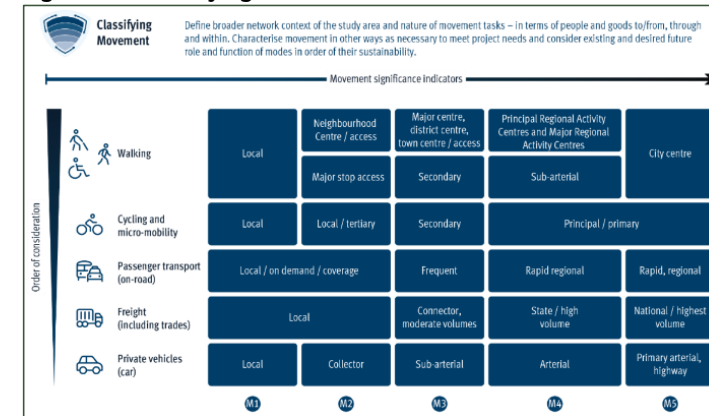 Classifying
Movement
Define broader network context of the study area and nature of movement tasks – in terms of people and goods to/from, through
and within. Characterise movement in other ways as necessary to meet project needs and consider existing and desired future
role and function of modes in order of their sustainability.
Movement significance indicators
Order of consideration
Walking
Local
Neighbourhood
Centre / access
Major centre,
district centre,
town centre / access
Principal Regional Activity
Centres and Major Regional
Activity Centres
City centre
Major stop access
Secondary
Sub-arterial
Cycling and
micro-mobility
Local
Local / tertiary
Secondary
Principal / primary
Passenger transport
(on-road)
Local / on demand / coverage
Frequent
Rapid regional
Rapid, regional
Freight
(including trades)
Local
Connector,
moderate volumes
State / high
volume
National / highest
volume
Private vehicles
(car)
Local
Collector
Sub-arterial
Arterial
Primary arterial,
highway
M1
M2
M3
M4
M5